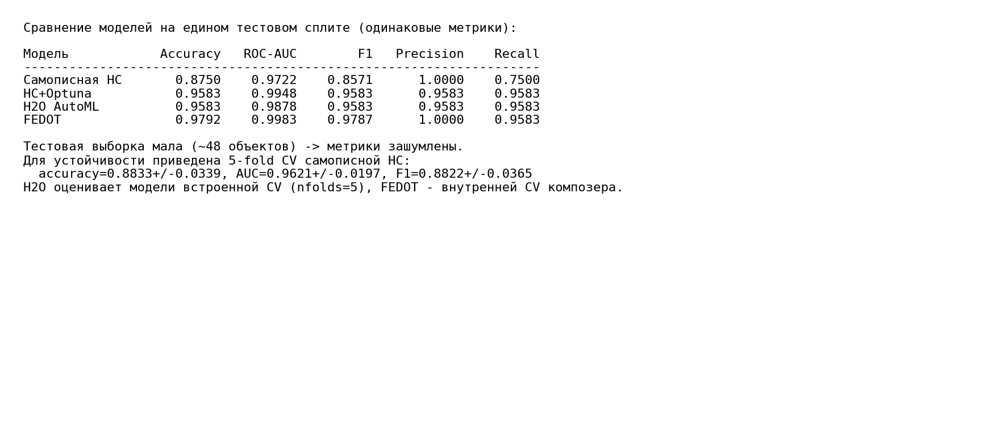 Сравнение моделей на едином тестовом сплите (одинаковые метрики):
Модель            Accuracy   ROC-AUC        F1   Precision    Recall
--------------------------------------------------------------------
Самописная НС       0.8750    0.9722    0.8571      1.0000    0.7500
НС+Optuna           0.9583    0.9948    0.9583      0.9583    0.9583
H2O AutoML          0.9583    0.9878    0.9583      0.9583    0.9583
FEDOT               0.9792    0.9983    0.9787      1.0000    0.9583
Тестовая выборка мала (~48 объектов) -> метрики зашумлены.
Для устойчивости приведена 5-fold CV самописной НС:
  accuracy=0.8833+/-0.0339, AUC=0.9621+/-0.0197, F1=0.8822+/-0.0365
H2O оценивает модели встроенной CV (nfolds=5), FEDOT - внутренней CV композера.